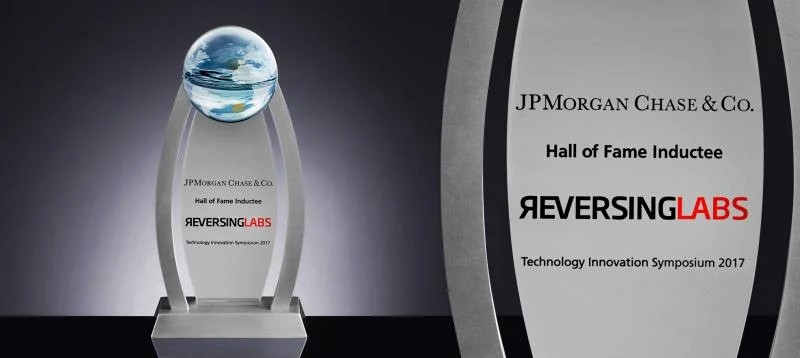 JPMORGAN CHASE & CO.
Hall of Fame Inductee
REVERSINGLABS
Technology Innovation Symposium 2017
JPMORGAN CHASE & CO.
Hall of Fame Inductee
REVERSINGLABS
Technology Innovation Symposium 2017